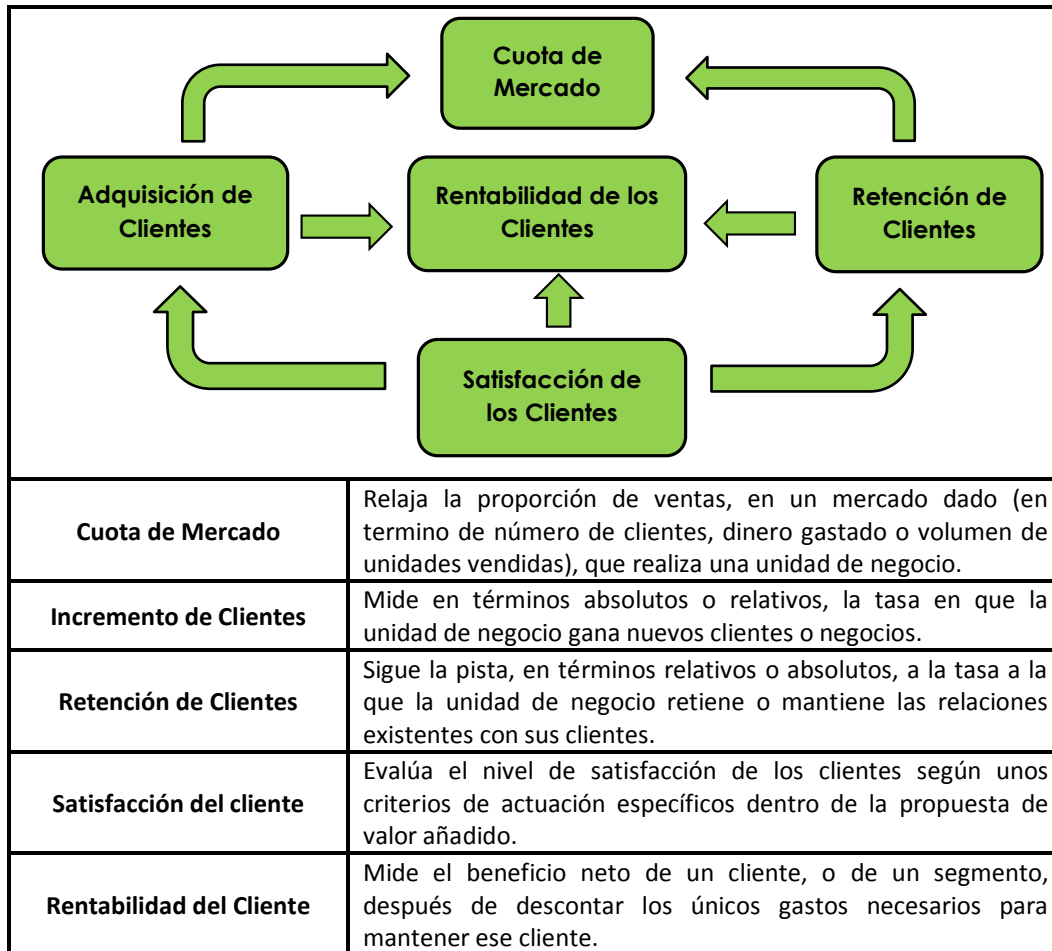 Cuota de
Mercado
Adquisición de
Clientes
Rentabilidad de los
Clientes
Retención de
Clientes
Satisfacción de
los Clientes
Cuota de Mercado
Relaja la proporción de ventas, en un mercado dado (en
termino de número de clientes, dinero gastado o volumen de
unidades vendidas), que realiza una unidad de negocio.
Incremento de Clientes
Mide en términos absolutos o relativos, la tasa en que la
unidad de negocio gana nuevos clientes o negocios.
Retención de Clientes
Sigue la pista, en términos relativos o absolutos, a la tasa a la
que la unidad de negocio retiene o mantiene las relaciones
existentes con sus clientes.
Satisfacción del cliente
Evalúa el nivel de satisfacción de los clientes según unos
criterios de actuación específicos dentro de la propuesta de
valor añadido.
Rentabilidad del Cliente
Mide el beneficio neto de un cliente, o de un segmento,
después de descontar los únicos gastos necesarios para
mantener ese cliente.